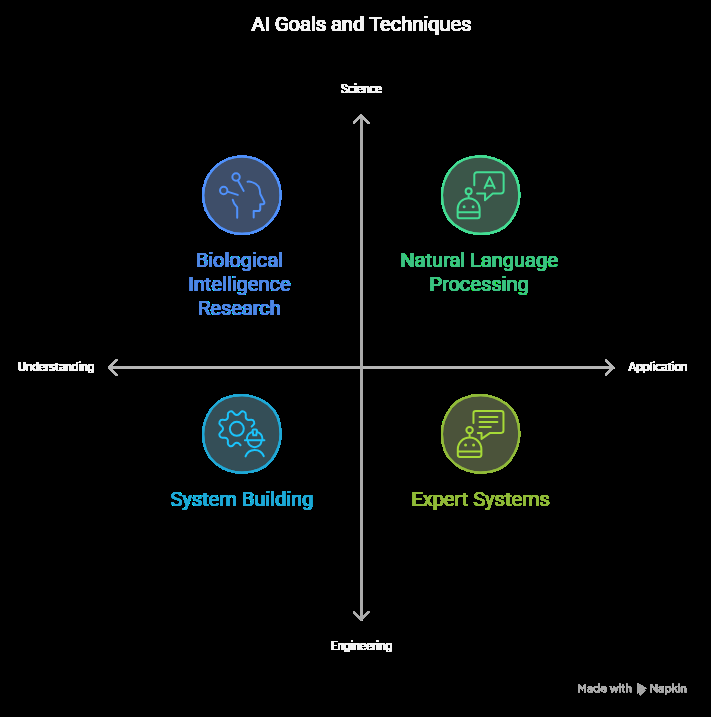 AI Goals and Techniques
Science
A
Biological
Intelligence
Research
Natural Language
Processing
Understanding
Application
System Building
Expert Systems
Engineering
Made with Napkin